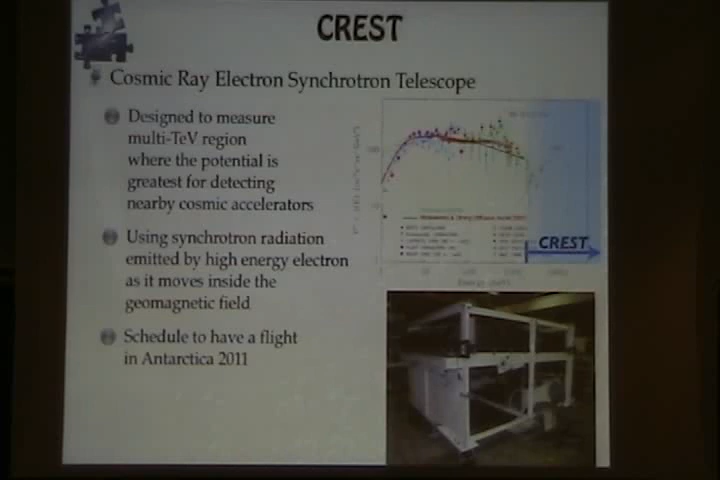 CREST
Cosmic Ray Electron Synchrotron Telescope
Designed to measure
multi-TeV region
where the potential is
greatest for detecting
nearby cosmic accelerators
Using synchrotron radiation
emitted by high energy electron
as it moves inside the
geomagnetic field
Schedule to have a flight
in Antarctica 2011
CREST